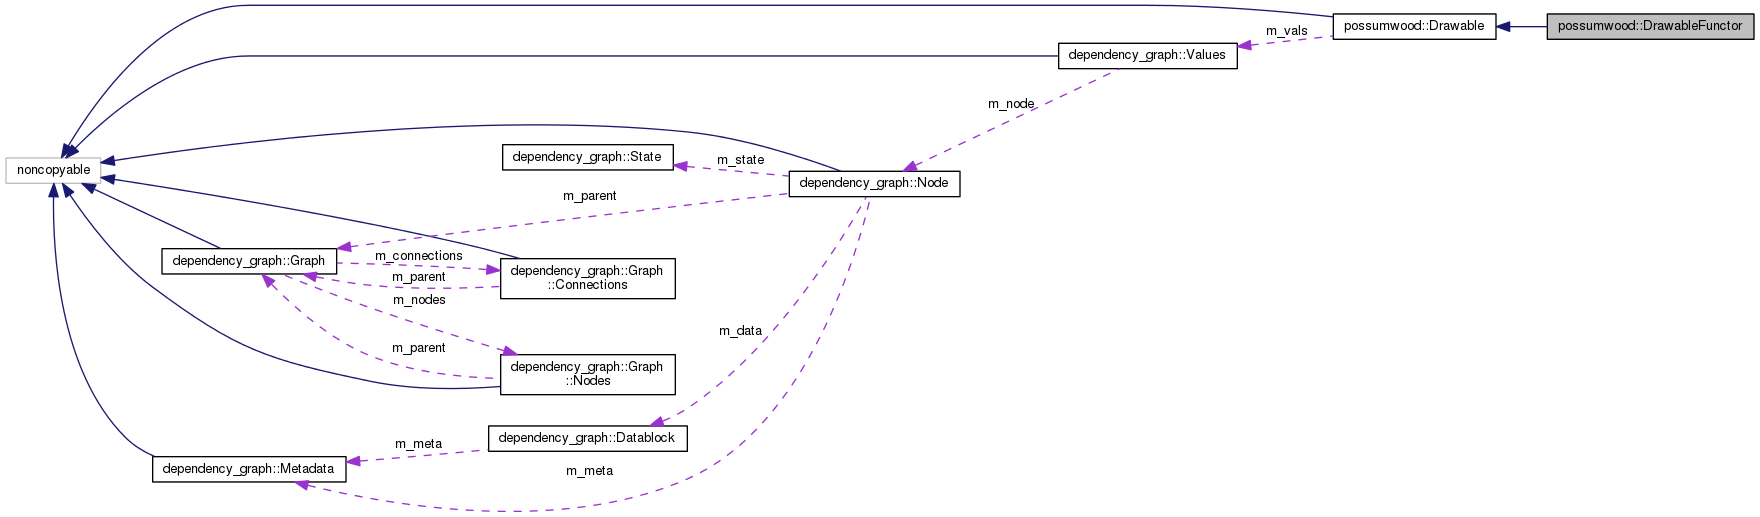 possumwood::Drawable
possumwood::DrawableFunctor
m_vals
dependency_graph::Values
m_node
dependency_graph::State
m_state
noncopyable
dependency_graph::Node
m_parent
dependency_graph::Graph
m_connections
dependency_graph::Graph
::Connections
m_parent
m_nodes
m_data
m_parent
dependency_graph::Graph
::Nodes
dependency_graph::Datablock
m_meta
dependency_graph::Metadata
m_meta